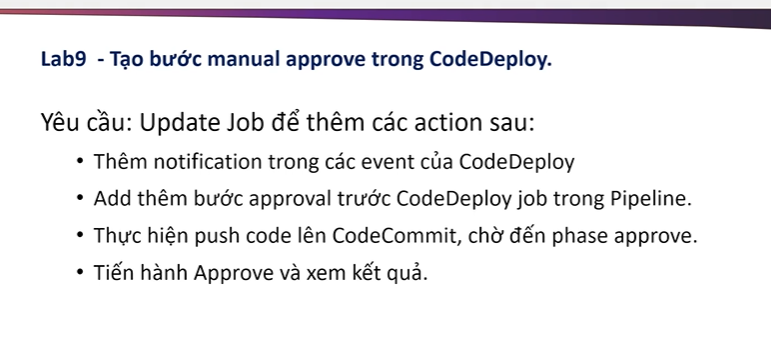 Lab9 - Tạo bước manual approve trong CodeDeploy.
Yêu cầu: Update Job để thêm các action sau:
• Thêm notification trong các event của CodeDeploy
• Add thêm bước approval trước CodeDeploy job trong Pipeline.
• Thực hiện push code lên CodeCommit, chờ đến phase approve.
• Tiến hành Approve và xem kết quả.